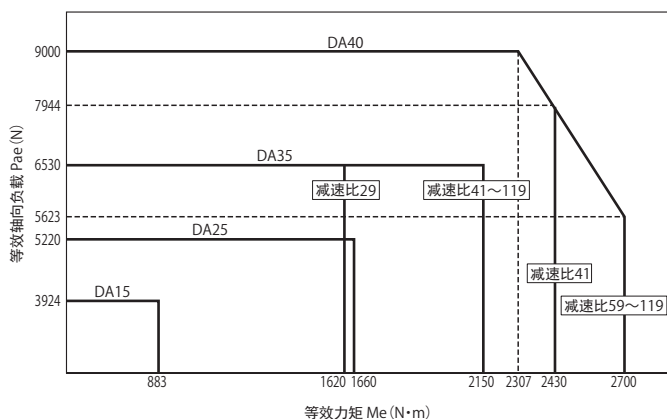 9000
DA40
7944
6530
DA35
减速比29
减速比41～119
5623
5220
DA25
减速比41
3924
DA15
减速比59～119
883
1620
1660
2150
2307
2430
2700
等效轴向负载 Pae(N)
等效力矩 Me(N・m)